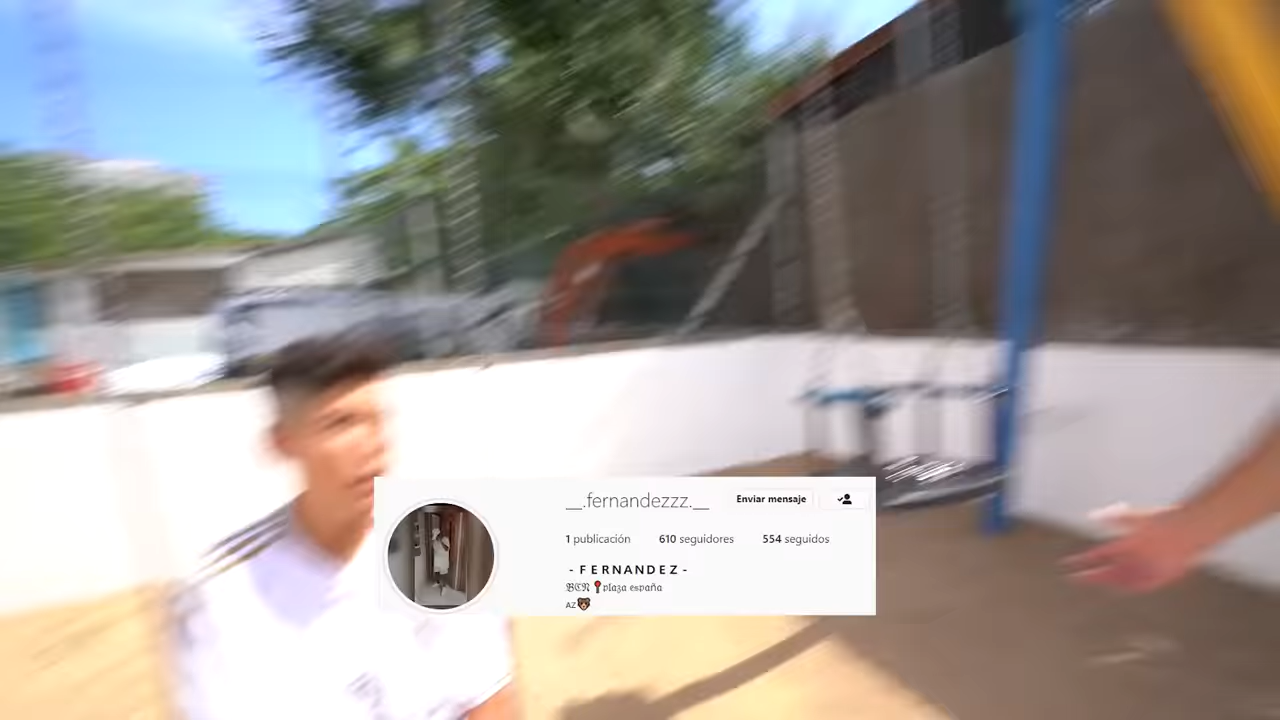 __.fernandezzz.__
Enviar mensaje
1 publicación 610 seguidores 554 seguidos
- F E R N A N D E Z -
𝔅ℭ𝔑📍𝔭𝔩𝔞𝔷𝔞 𝔢𝔰𝔭𝔞ñ𝔞
AZ🐻